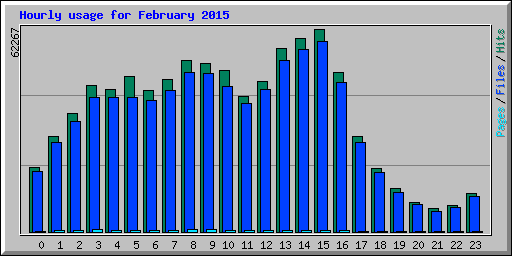 Hourly usage for February 2015
62267
Pages/Files/Hits
0 1 2 3 4 5 6 7 8 9 10 11 12 13 14 15 16 17 18 19 20 21 22 23